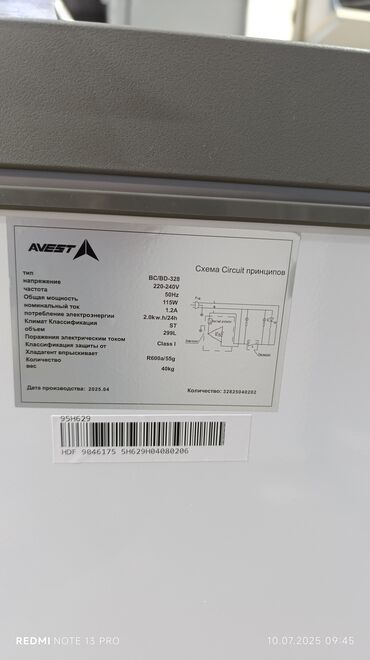 AVEST
тип BC/BD-328
напряжение 220-240V
частота 50Hz
Общая мощность 115W
номинальный ток 1.2A
потребление электроэнергии 2.0kw.h/24h
Климат Классификация ST
объем 299L
Поражения электрическим током
Классификация защиты от Class I
Хладагент впрыскивает
Количество R600a/55g
вес 40kg
Схема Circuit принципов
Дата производства: 2025.04
Количество: 32825040202
95H629
HDF 9046175 5H629H04080206
REDMI NOTE 13 PRO
10.07.2025 09:45